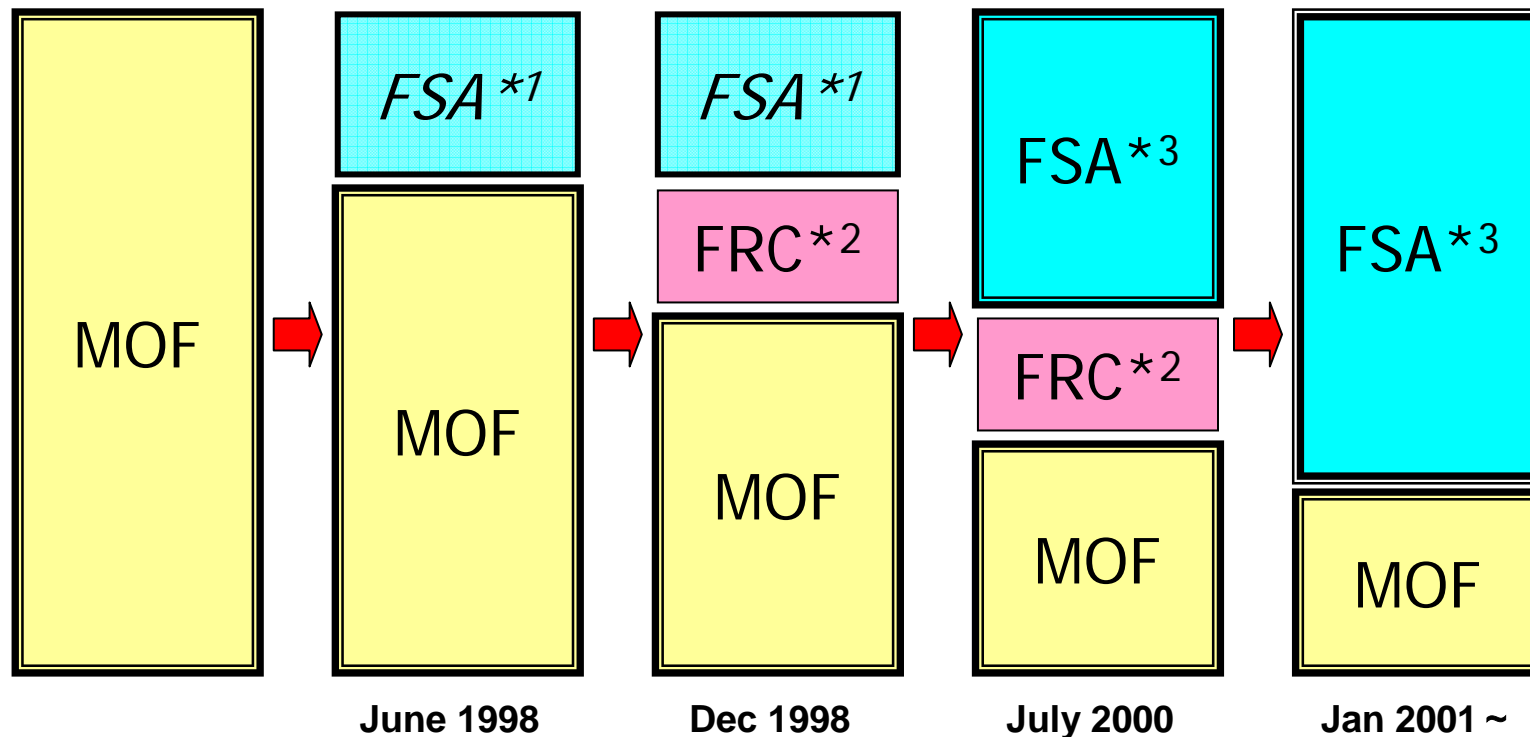 MOF
FSA*1
MOF
June 1998
FSA*1
FRC*2
MOF
Dec 1998
FSA*3
FRC*2
MOF
July 2000
FSA*3
MOF
Jan 2001 ~